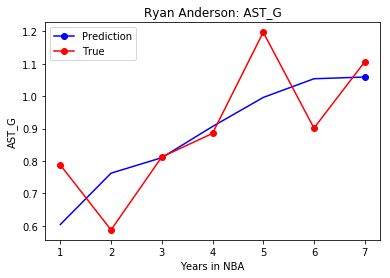 Ryan Anderson: AST_G
Prediction
True
1.2
1.1
1.0
0.9
0.8
0.7
0.6
AST_G
1 2 3 4 5 6 7
Years in NBA